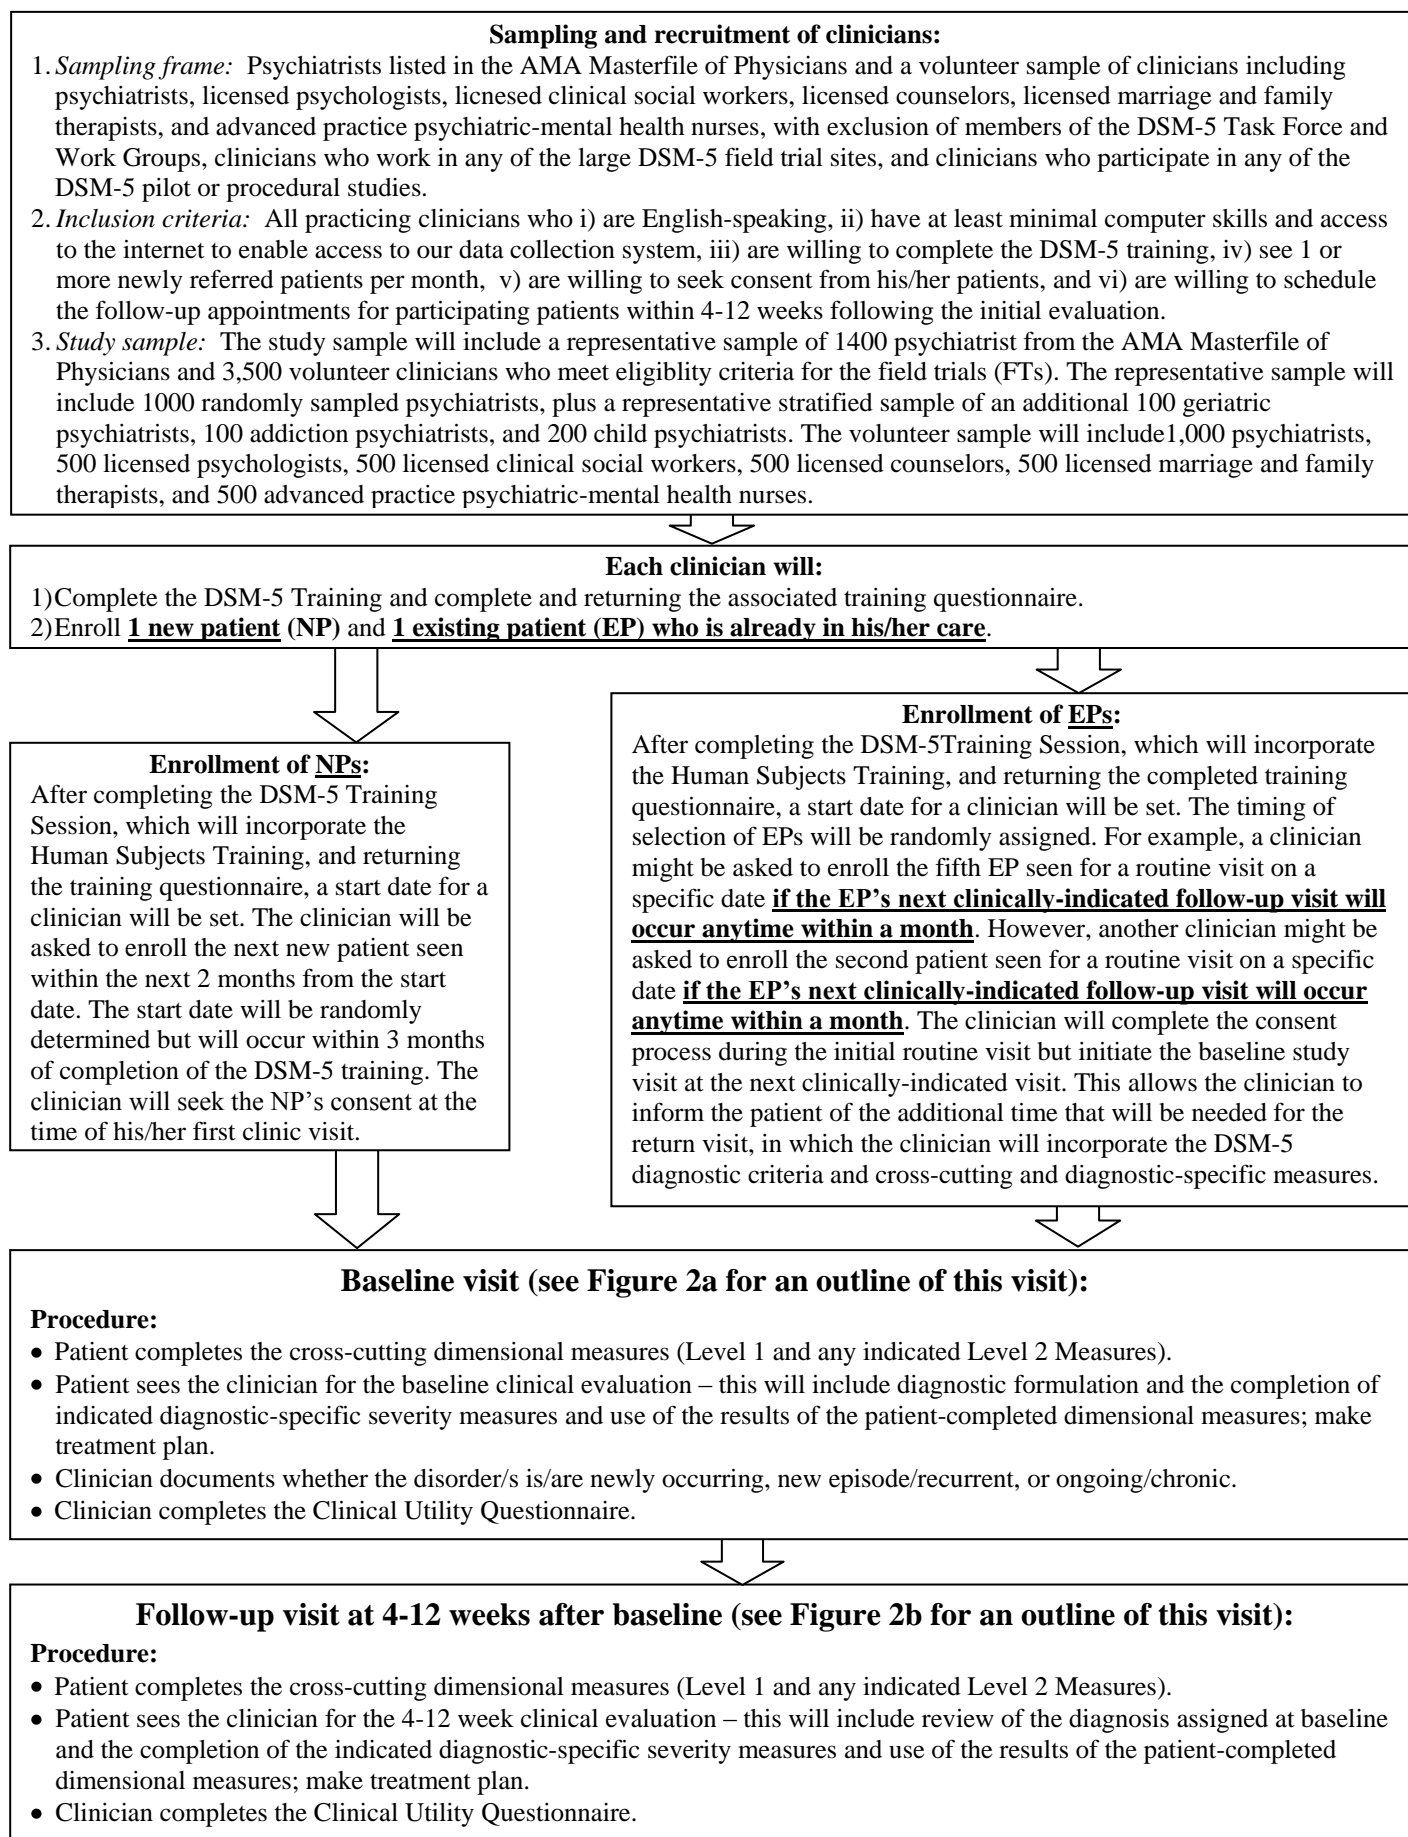 Sampling and recruitment of clinicians:
1. Sampling frame: Psychiatrists listed in the AMA Masterfile of Physicians and a volunteer sample of clinicians including
psychiatrists, licensed psychologists, licnesed clinical social workers, licensed counselors, licensed marriage and family
therapists, and advanced practice psychiatric-mental health nurses, with exclusion of members of the DSM-5 Task Force and
Work Groups, clinicians who work in any of the large DSM-5 field trial sites, and clinicians who participate in any of the
DSM-5 pilot or procedural studies.
2. Inclusion criteria: All practicing clinicians who i) are English-speaking, ii) have at least minimal computer skills and access
to the internet to enable access to our data collection system, iii) are willing to complete the DSM-5 training, iv) see 1 or
more newly referred patients per month, v) are willing to seek consent from his/her patients, and vi) are willing to schedule
the follow-up appointments for participating patients within 4-12 weeks following the initial evaluation.
3. Study sample: The study sample will include a representative sample of 1400 psychiatrist from the AMA Masterfile of
Physicians and 3,500 volunteer clinicians who meet eligiblity criteria for the field trials (FTs). The representative sample will
include 1000 randomly sampled psychiatrists, plus a representative stratified sample of an additional 100 geriatric
psychiatrists, 100 addiction psychiatrists, and 200 child psychiatrists. The volunteer sample will include1,000 psychiatrists,
500 licensed psychologists, 500 licensed clinical social workers, 500 licensed counselors, 500 licensed marriage and family
therapists, and 500 advanced practice psychiatric-mental health nurses.
Each clinician will:
1)Complete the DSM-5 Training and complete and returning the associated training questionnaire.
2)Enroll 1 new patient (NP) and 1 existing patient (EP) who is already in his/her care.
Enrollment of NPs:
After completing the DSM-5 Training
Session, which will incorporate the
Human Subjects Training, and returning
the training questionnaire, a start date for a
clinician will be set. The clinician will be
asked to enroll the next new patient seen
within the next 2 months from the start
date. The start date will be randomly
determined but will occur within 3 months
of completion of the DSM-5 training. The
clinician will seek the NP's consent at the
time of his/her first clinic visit.
Enrollment of EPs:
After completing the DSM-5Training Session, which will incorporate
the Human Subjects Training, and returning the completed training
questionnaire, a start date for a clinician will be set. The timing of
selection of EPs will be randomly assigned. For example, a clinician
might be asked to enroll the fifth EP seen for a routine visit on a
specific date if the EP's next clinically-indicated follow-up visit will
occur anytime within a month. However, another clinician might be
asked to enroll the second patient seen for a routine visit on a specific
date if the EP's next clinically-indicated follow-up visit will occur
anytime within a month. The clinician will complete the consent
process during the initial routine visit but initiate the baseline study
visit at the next clinically-indicated visit. This allows the clinician to
inform the patient of the additional time that will be needed for the
return visit, in which the clinician will incorporate the DSM-5
diagnostic criteria and cross-cutting and diagnostic-specific measures.
Baseline visit (see Figure 2a for an outline of this visit):
Procedure:
• Patient completes the cross-cutting dimensional measures (Level 1 and any indicated Level 2 Measures).
• Patient sees the clinician for the baseline clinical evaluation – this will include diagnostic formulation and the completion of
indicated diagnostic-specific severity measures and use of the results of the patient-completed dimensional measures; make
treatment plan.
• Clinician documents whether the disorder/s is/are newly occurring, new episode/recurrent, or ongoing/chronic.
• Clinician completes the Clinical Utility Questionnaire.
Follow-up visit at 4-12 weeks after baseline (see Figure 2b for an outline of this visit):
Procedure:
• Patient completes the cross-cutting dimensional measures (Level 1 and any indicated Level 2 Measures).
• Patient sees the clinician for the 4-12 week clinical evaluation – this will include review of the diagnosis assigned at baseline
and the completion of the indicated diagnostic-specific severity measures and use of the results of the patient-completed
dimensional measures; make treatment plan.
• Clinician completes the Clinical Utility Questionnaire.